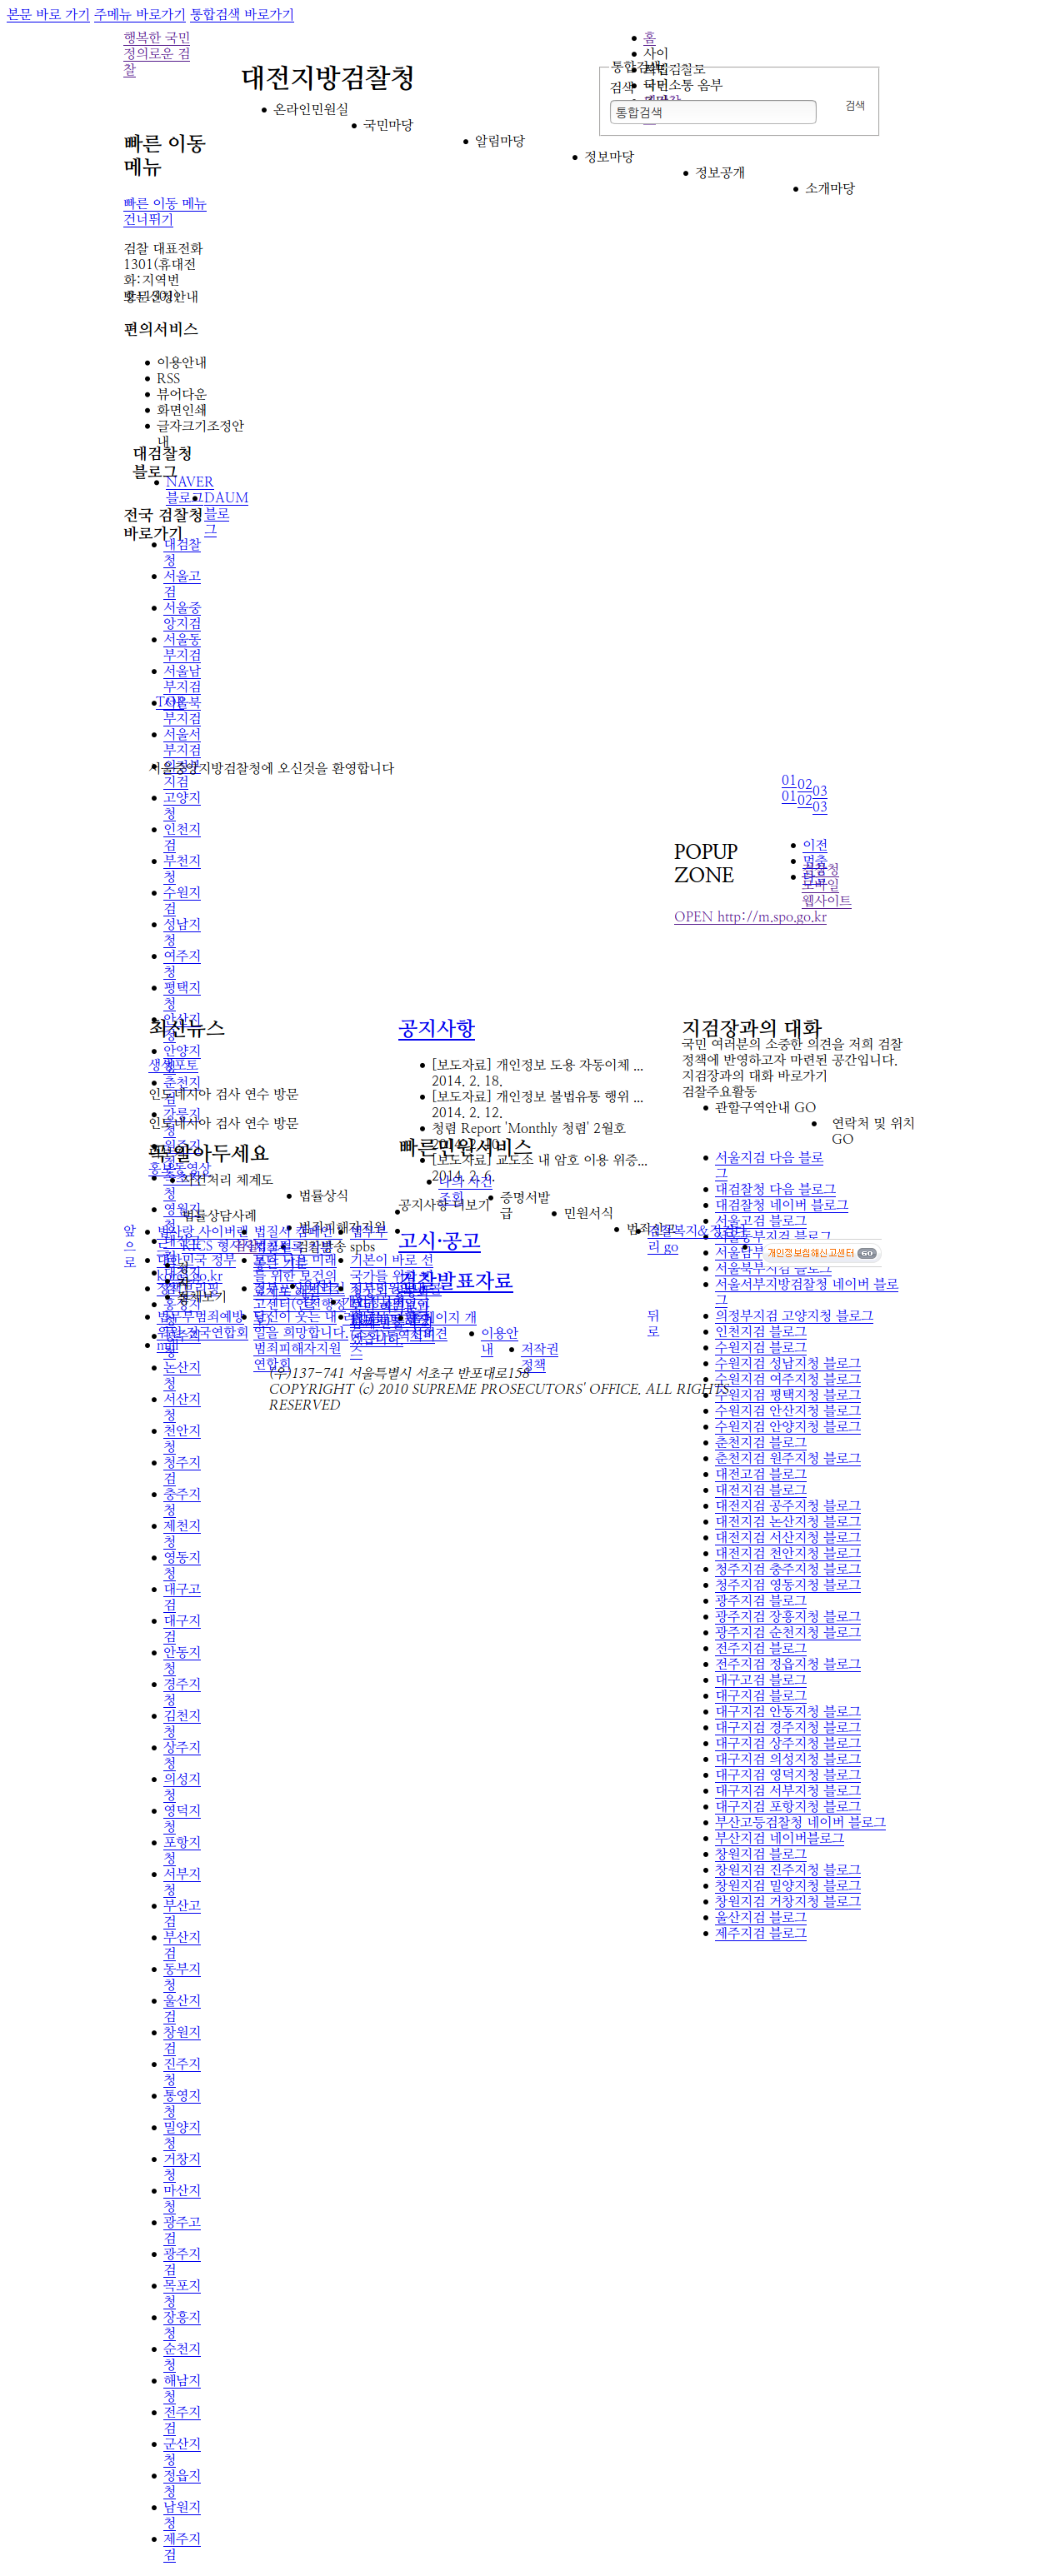 본문 바로 가기 주메뉴 바로가기 통합검색 바로가기
행복한 국민
정의로운 검
찰
홈
사이
통합검색
검색
국민소통 옴부
통합검색
검색
대전지방검찰청
온라인민원실
국민마당
알림마당
정보마당
정보공개
소개마당
빠른 이동
메뉴
빠른 이동 메뉴
건너뛰기
검찰 대표전화
1301(휴대전
화:지역번
편의서비스
이용안내
RSS
뷰어다운
화면인쇄
글자크기조정안
내
대검찰청
블로그
NAVER
블로그
DAUM
블로
그
전국 검찰청
바로가기
대검찰
청
서울고
검
서울중
앙지검
서울동
부지검
서울남
부지검
TOP
서울북
부지검
서울서
부지검
서울중앙지방검찰청에 오신것을 환영합니다
지검
고양지
청
인천지
검
부천지
청
수원지
검
성남지
청
여주지
청
평택지
청
안산지
청
안양지
청
춘천지
검
강릉지
청
원주지
청
영월지
청
01
01
02
02
03
03
POPUP
ZONE
이전
멈춤
모바일
웹사이트
OPEN http://m.spo.go.kr
최신뉴스
생생포토
인도네시아 검사 연수 방문
인도네시아 검사 연수 방문
꼭 알아두세요
홍보동영상
사건처리 체계도
법률상식
법률상담사례
범죄피해자지원
공지사항
[보도자료] 개인정보 도용 자동이체 ...
2014. 2. 18.
[보도자료] 개인정보 불법유통 행위 ...
2014. 2. 12.
청렴 Report 'Monthly 청렴' 2월호
빠른민원서비스
[보도자료] 교도소 내 암호 이용 위증...
2014. 2. 6.
나의 사건
조회
증명서발
급
민원서식
공지사항 더보기
고시·공고
검찰발표자료
지검장과의 대화
국민 여러분의 소중한 의견을 저희 검찰
정책에 반영하고자 마련된 공간입니다.
지검장과의 대화 바로가기
검찰주요활동
관할구역안내 GO
연락처 및 위치
GO
서울지검 다음 블로
그
대검찰청 다음 블로그
대검찰청 네이버 블로그
서울고검 블로그
서울동부지검 블로그
리 go
개인정보침해신고센터 GO
서울북부지검 블로그
서울서부지방검찰청 네이버 블로
그
의정부지검 고양지청 블로그
인천지검 블로그
수원지검 블로그
수원지검 성남지청 블로그
수원지검 여주지청 블로그
수원지검 평택지청 블로그
수원지검 안산지청 블로그
수원지검 안양지청 블로그
춘천지검 블로그
춘천지검 원주지청 블로그
대전고검 블로그
대전지검 블로그
대전지검 공주지청 블로그
대전지검 논산지청 블로그
대전지검 서산지청 블로그
대전지검 천안지청 블로그
청주지검 충주지청 블로그
청주지검 영동지청 블로그
광주지검 블로그
광주지검 장흥지청 블로그
광주지검 순천지청 블로그
전주지검 블로그
전주지검 정읍지청 블로그
대구고검 블로그
대구지검 블로그
대구지검 안동지청 블로그
대구지검 경주지청 블로그
대구지검 상주지청 블로그
대구지검 의성지청 블로그
대구지검 영덕지청 블로그
대구지검 서부지청 블로그
대구지검 포항지청 블로그
부산고등검찰청 네이버 블로그
부산지검 네이버블로그
창원지검 블로그
창원지검 진주지청 블로그
창원지검 밀양지청 블로그
창원지검 거창지청 블로그
울산지검 블로그
제주지검 블로그
앞
으
로
법사랑 사이버랜
법질서 캠페인
법무부
검찰방송 spbs
대한민국 정부
korea.go.kr
기본이 바로 선
국가를 위한
법무부범죄예방
위원 전국연합회
null
당신이 웃는 내
일을 희망합니다.
범죄피해자지원
연합회
뒤
로
이용안
내
저작권
정책
(우)137-741 서울특별시 서초구 반포대로158
COPYRIGHT (c) 2010 SUPREME PROSECUTORS' OFFICE. ALL RIGHTS
RESERVED
논산지
청
서산지
청
천안지
청
청주지
검
충주지
청
제천지
청
영동지
청
대구고
검
대구지
검
안동지
청
경주지
청
김천지
청
상주지
청
의성지
청
영덕지
청
포항지
청
서부지
청
부산고
검
부산지
검
동부지
청
울산지
검
창원지
검
진주지
청
통영지
청
밀양지
청
거창지
청
마산지
청
광주고
검
광주지
검
목포지
청
장흥지
청
순천지
청
해남지
청
전주지
검
군산지
청
정읍지
청
남원지
청
제주지
검